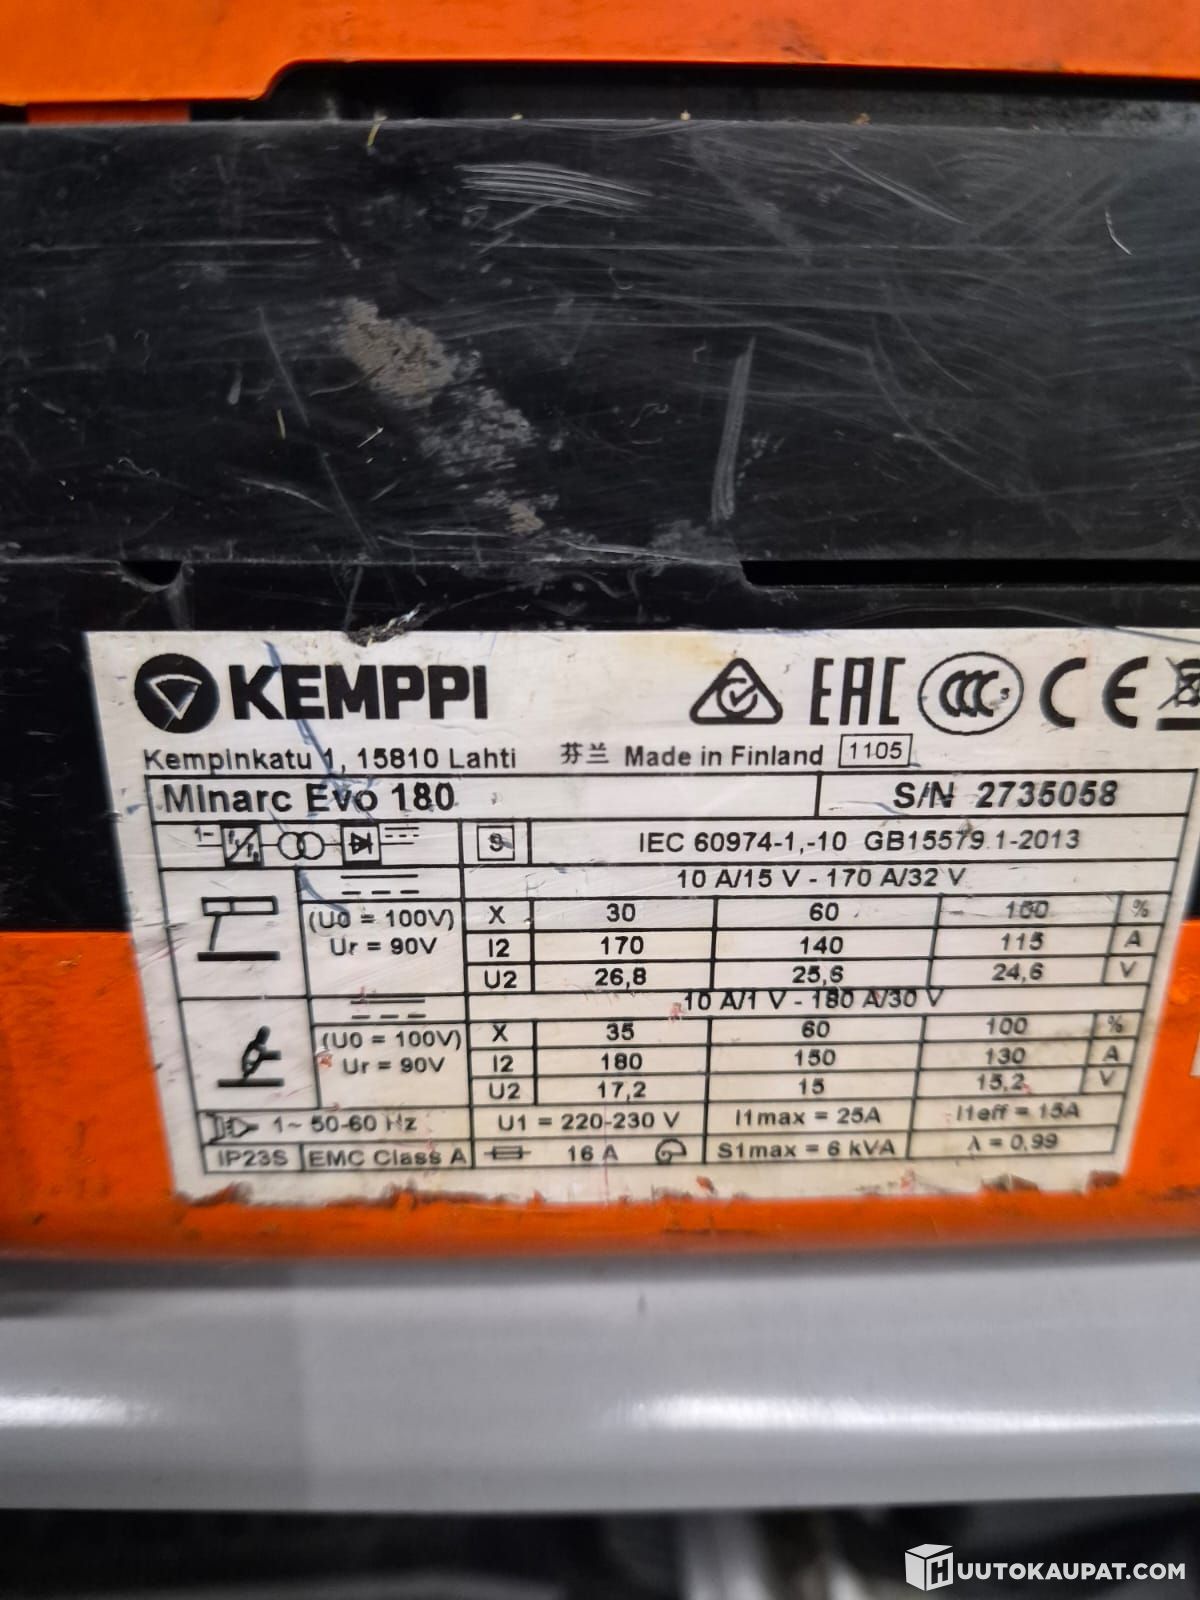 KEMPPI EAC CCC S CE
Kempinkatu 1, 15810 Lahti 芬兰 Made in Finland 1105
Minarc Evo 180 S/N 2735058
1~ S IEC 60974-1,-10 GB15579.1-2013
10 A/15 V - 170 A/32 V
(U0 = 100V) X 30 60 100 %
Ur = 90V I2 170 140 115 A
U2 26,8 25,6 24,6 V
10 A/1 V - 180 A/30 V
(U0 = 100V) X 35 60 100 %
Ur = 90V I2 180 150 130 A
U2 17,2 15 15,2 V
1~ 50-60 Hz U1 = 220-230 V I1max = 25A I1eff = 15A
IP23S EMC Class A 16 A S1max = 6 kVA λ = 0,99
HUUTOKAUPAT.COM